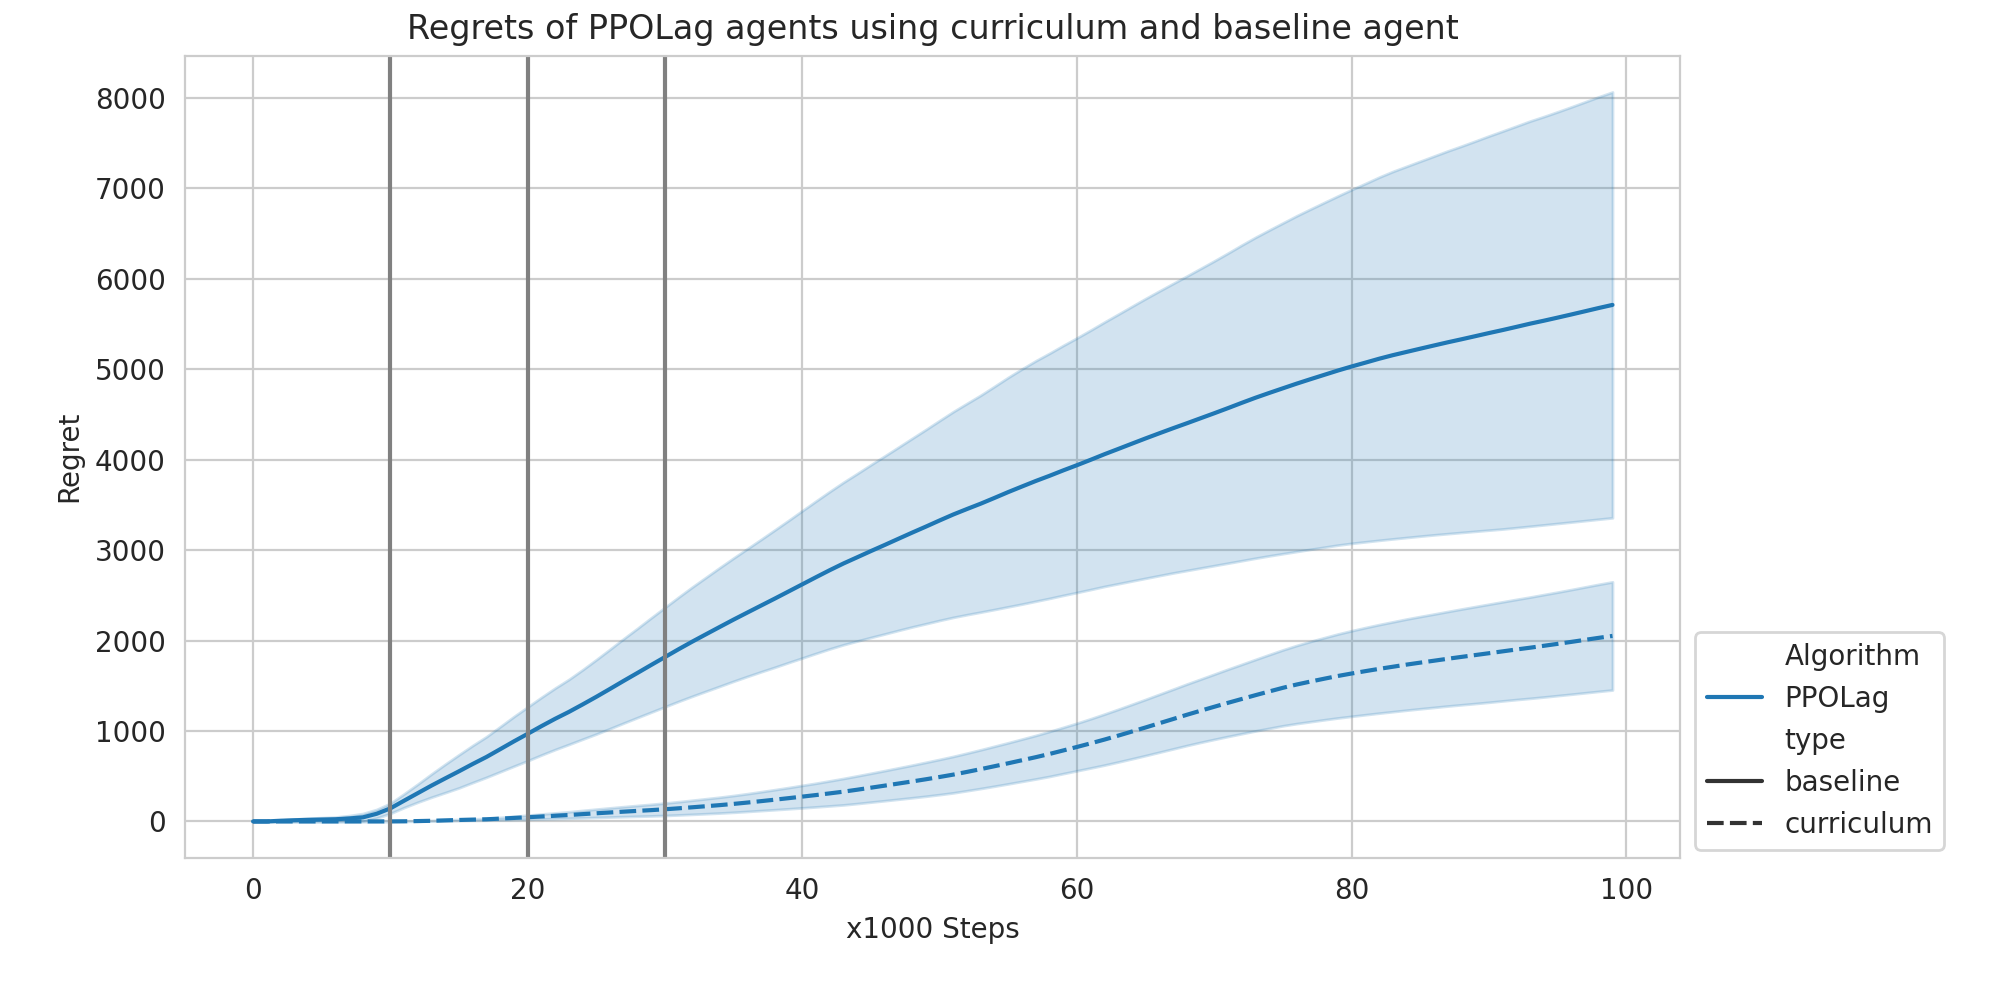 Regrets of PPOLag agents using curriculum and baseline agent
8000
7000
6000
5000
4000
3000
2000
1000
0
Regret
0 20 40 60 80 100
x1000 Steps
Algorithm
PPOLag
type
baseline
curriculum